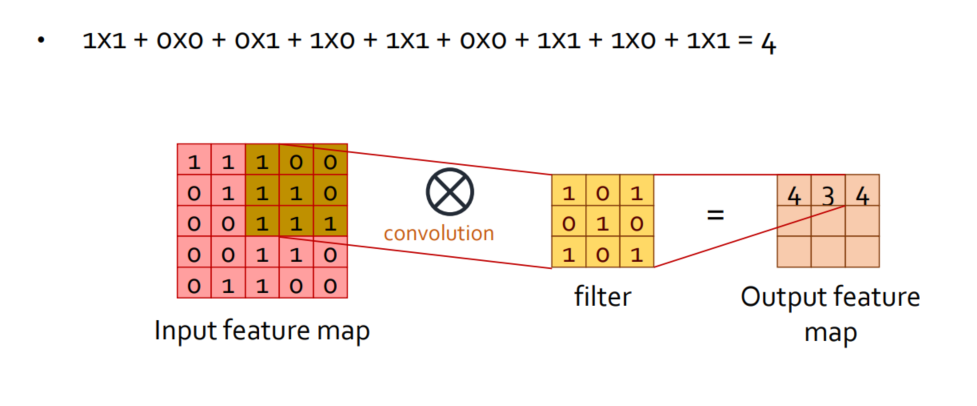 • 1X1 + 0X0 + 0X1 + 1X0 + 1X1 + 0X0 + 1X1 + 1X0 + 1X1 = 4
1 1 1 0 0
0 1 1 1 0
0 0 1 1 1
0 0 1 1 0
0 1 1 0 0
Input feature map
convolution
1 0 1
0 1 0
1 0 1
filter
=
4 3 4
Output feature
map